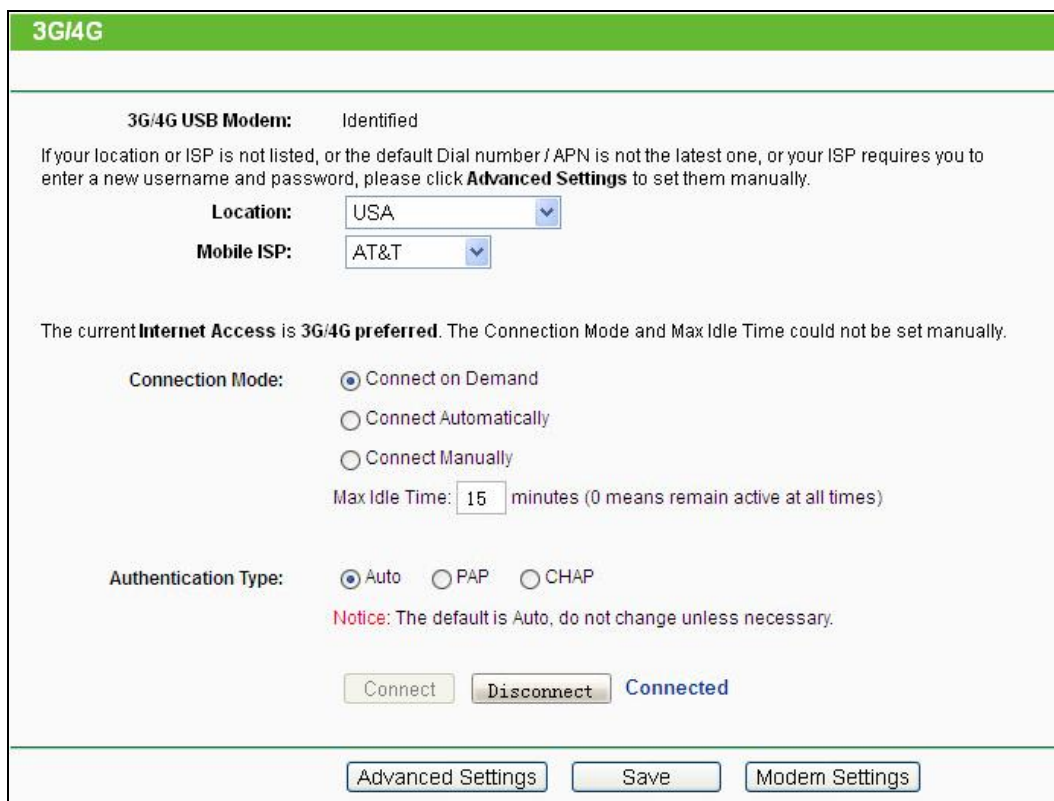 3G/4G
3G/4G USB Modem: Identified
If your location or ISP is not listed, or the default Dial number / APN is not the latest one, or your ISP requires you to
enter a new username and password, please click Advanced Settings to set them manually.
Location: USA
Mobile ISP: AT&T
The current Internet Access is 3G/4G preferred. The Connection Mode and Max Idle Time could not be set manually.
Connection Mode: Connect on Demand
Connect Automatically
Connect Manually
Max Idle Time: 15 minutes (0 means remain active at all times)
Authentication Type: Auto PAP CHAP
Notice: The default is Auto, do not change unless necessary.
Connect Disconnect Connected
Advanced Settings Save Modem Settings